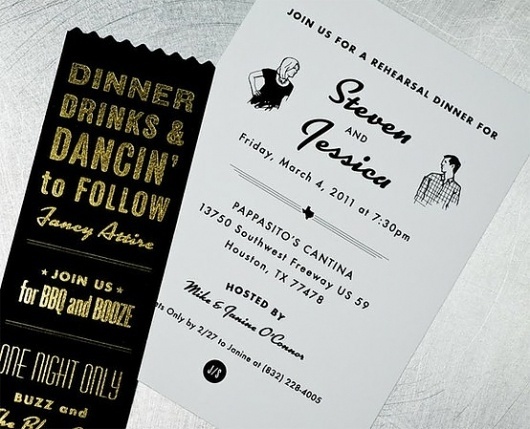 DINNER
DRINKS &
DANCIN'
to FOLLOW
Fancy Attire
JOIN US
for BBQ and BOOZE
ONE NIGHT ONLY
BUZZ and
The
JOIN US FOR A REHEARSAL DINNER FOR
Steven
AND
Jessica
Friday, March 4, 2011 at 7:30pm
PAPPASITO'S CANTINA
13750 Southwest Freeway US 59
Houston, TX 77478
HOSTED BY
Mike & Janine O'Connor
Only by 2/27 to Janine at (832) 228-4005
J/S